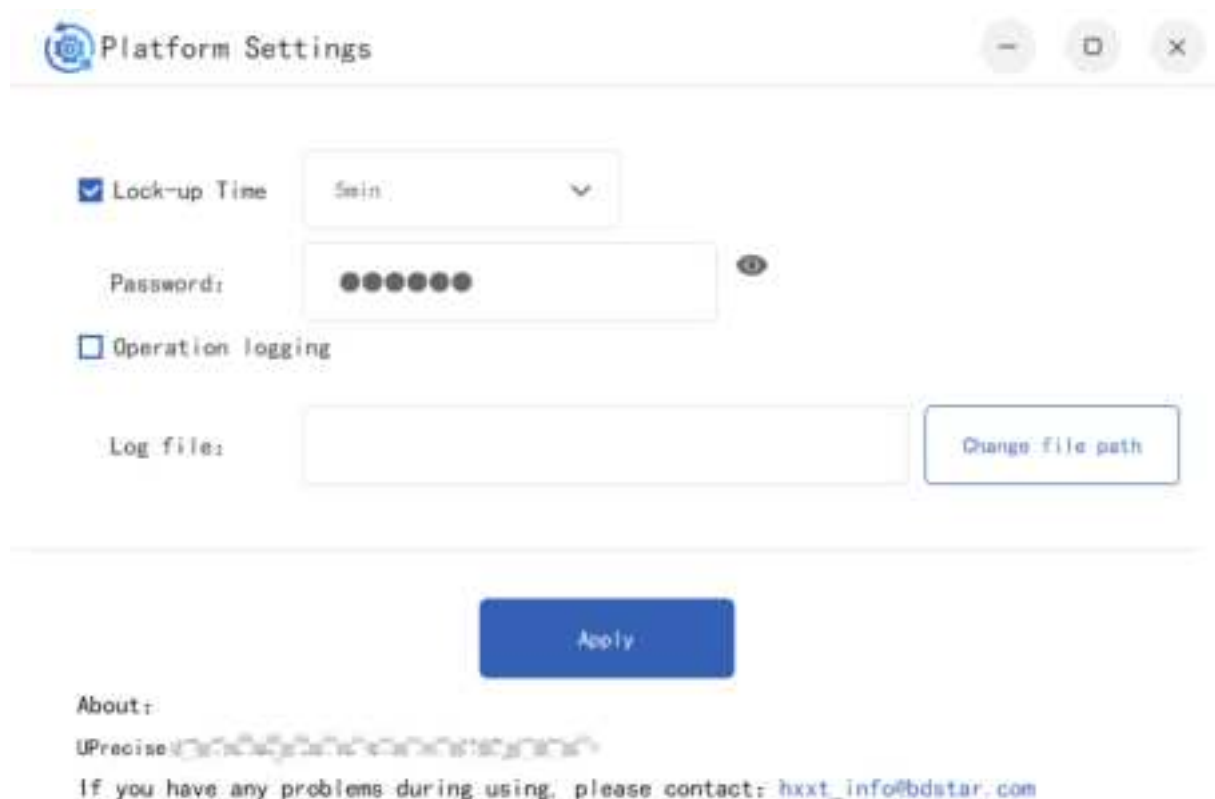 Platform Settings
Lock-up Time 5min
Password:
Operation logging
Log file: Change file path
Apply
About:
UPrecise
If you have any problems during using, please contact: hxxt_info@bdstar.com